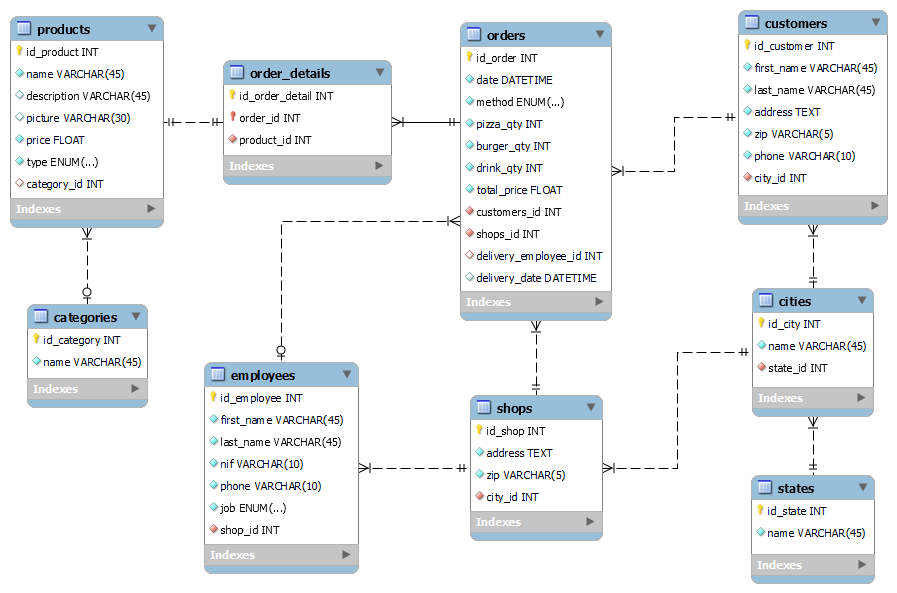 products
id_product INT
name VARCHAR(45)
description VARCHAR(45)
picture VARCHAR(30)
price FLOAT
type ENUM(...)
category_id INT
Indexes
order_details
id_order_detail INT
order_id INT
product_id INT
Indexes
orders
id_order INT
date DATETIME
method ENUM(...)
pizza_qty INT
burger_qty INT
drink_qty INT
total_price FLOAT
customers_id INT
shops_id INT
delivery_employee_id INT
delivery_date DATETIME
Indexes
customers
id_customer INT
first_name VARCHAR(45)
last_name VARCHAR(45)
address TEXT
zip VARCHAR(5)
phone VARCHAR(10)
city_id INT
Indexes
categories
id_category INT
name VARCHAR(45)
Indexes
employees
id_employee INT
first_name VARCHAR(45)
last_name VARCHAR(45)
nif VARCHAR(10)
phone VARCHAR(10)
job ENUM(...)
shop_id INT
Indexes
shops
id_shop INT
address TEXT
zip VARCHAR(5)
city_id INT
Indexes
cities
id_city INT
name VARCHAR(45)
state_id INT
Indexes
states
id_state INT
name VARCHAR(45)
Indexes